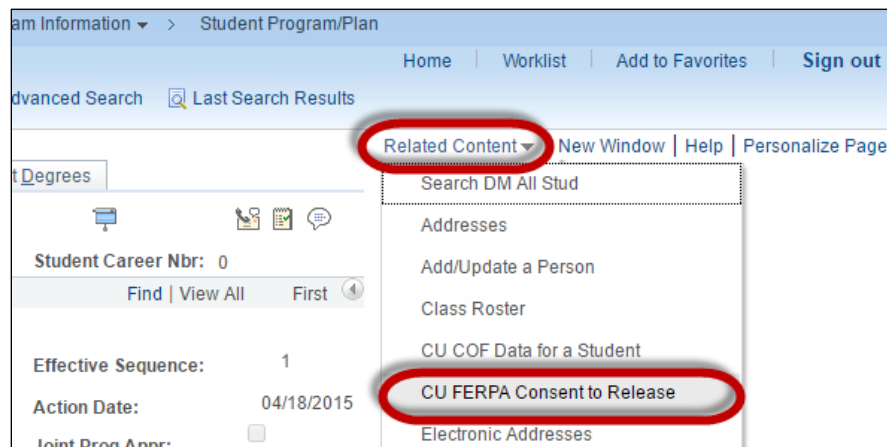 am Information > Student Program/Plan
Home | Worklist | Add to Favorites | Sign out
dvanced Search Last Search Results
Related Content New Window | Help | Personalize Page
t Degrees
Search DM All Stud
Addresses
Student Career Nbr: 0
Add/Update a Person
Find | View All First
Class Roster
CU COF Data for a Student
Effective Sequence: 1
CU FERPA Consent to Release
Action Date: 04/18/2015
Electronic Addresses
Joint Prog Appr: